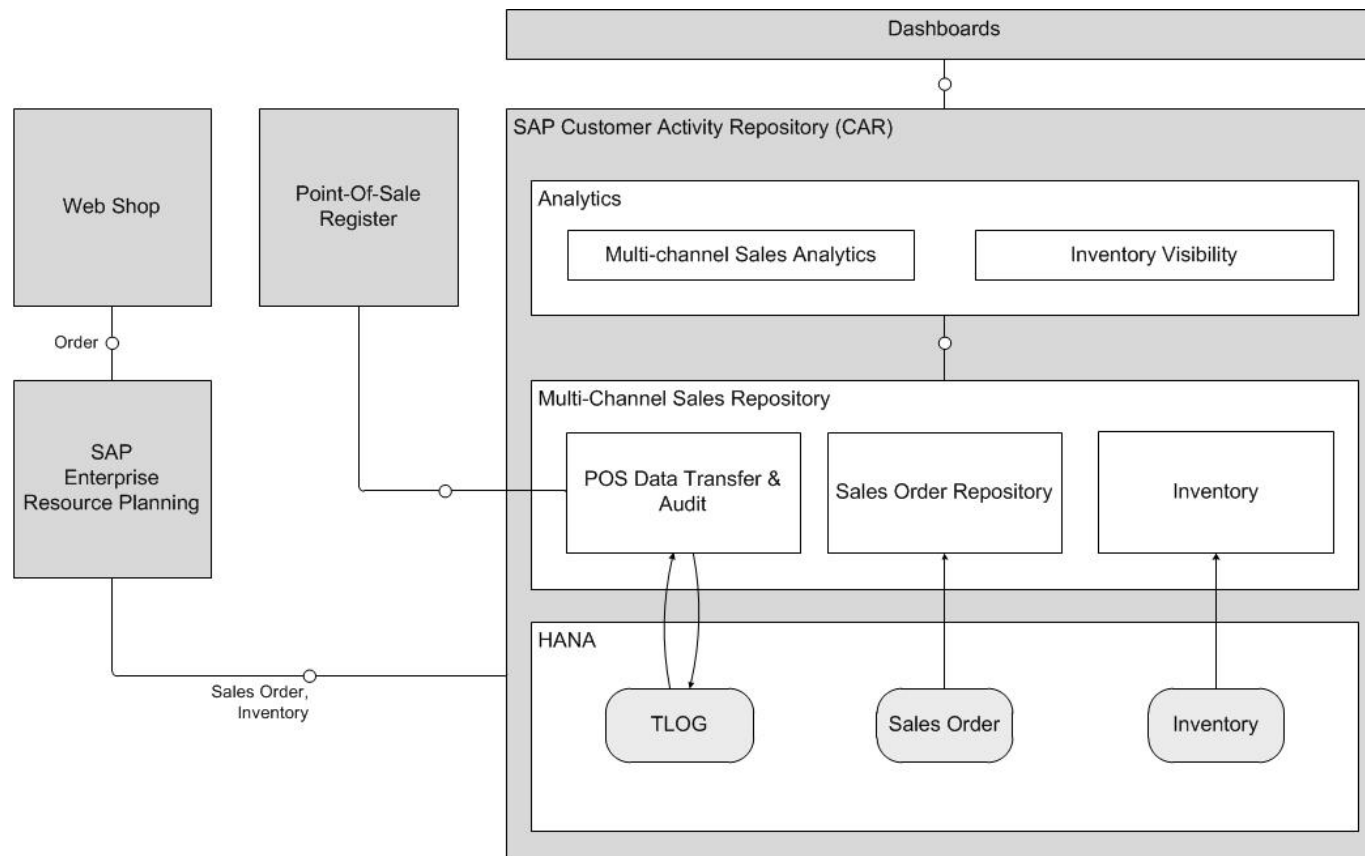 Dashboards
SAP Customer Activity Repository (CAR)
Web Shop
Point-Of-Sale
Register
Analytics
Multi-channel Sales Analytics
Inventory Visibility
Order
SAP
Enterprise
Resource Planning
Multi-Channel Sales Repository
POS Data Transfer &
Audit
Sales Order Repository
Inventory
HANA
Sales Order,
Inventory
TLOG
Sales Order
Inventory